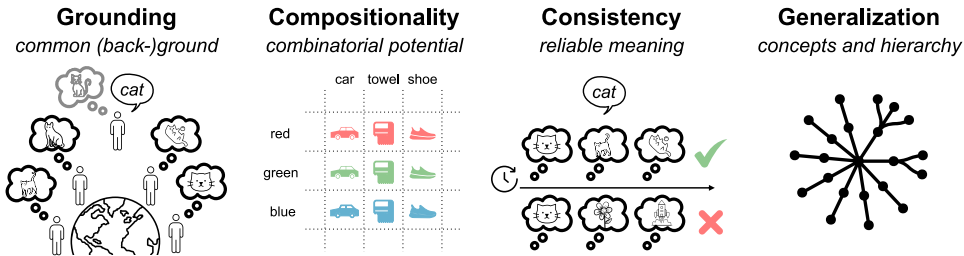 Grounding
common (back-)ground
cat
Compositionality
combinatorial potential
car towel shoe
red
green
blue
Consistency
reliable meaning
cat
Generalization
concepts and hierarchy